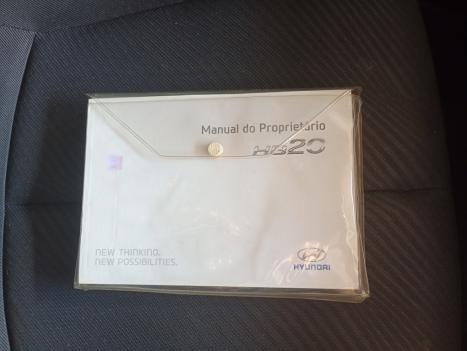 Manual do Proprietário
HB20
NEW THINKING.
NEW POSSIBILITIES.
HYUNDAI